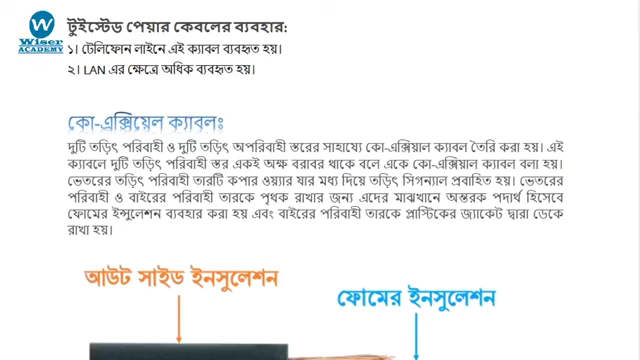 W
Wiser
ACADEMY
টুইস্টেড পেয়ার কেবলের ব্যবহার:
১। টেলিফোন লাইনে এই ক্যাবল ব্যবহৃত হয়।
২। LAN এর ক্ষেত্রে অধিক ব্যবহৃত হয়।
কো-এক্সিয়েল ক্যাবলঃ
দুটি তড়িৎ পরিবাহী ও দুটি তড়িৎ অপরিবাহী স্তরের সাহায্যে কো-এক্সিয়াল ক্যাবল তৈরি করা হয়। এই
ক্যাবলে দুটি তড়িৎ পরিবাহী স্তর একই অক্ষ বরাবর থাকে বলে একে কো-এক্সিয়াল ক্যাবল বলা হয়।
ভেতরের তড়িৎ পরিবাহী তারটি কপার ওয়্যার যার মধ্য দিয়ে তড়িৎ সিগন্যাল প্রবাহিত হয়। ভেতরের
পরিবাহী ও বাইরের পরিবাহী তারকে পৃথক রাখার জন্য এদের মাঝখানে অন্তরক পদার্থ হিসেবে
ফোমের ইন্সুলেশন ব্যবহার করা হয় এবং বাইরের পরিবাহী তারকে প্লাস্টিকের জ্যাকেট দ্বারা ডেকে
রাখা হয়।
আউট সাইড ইনসুলেশন
ফোমের ইনসুলেশন